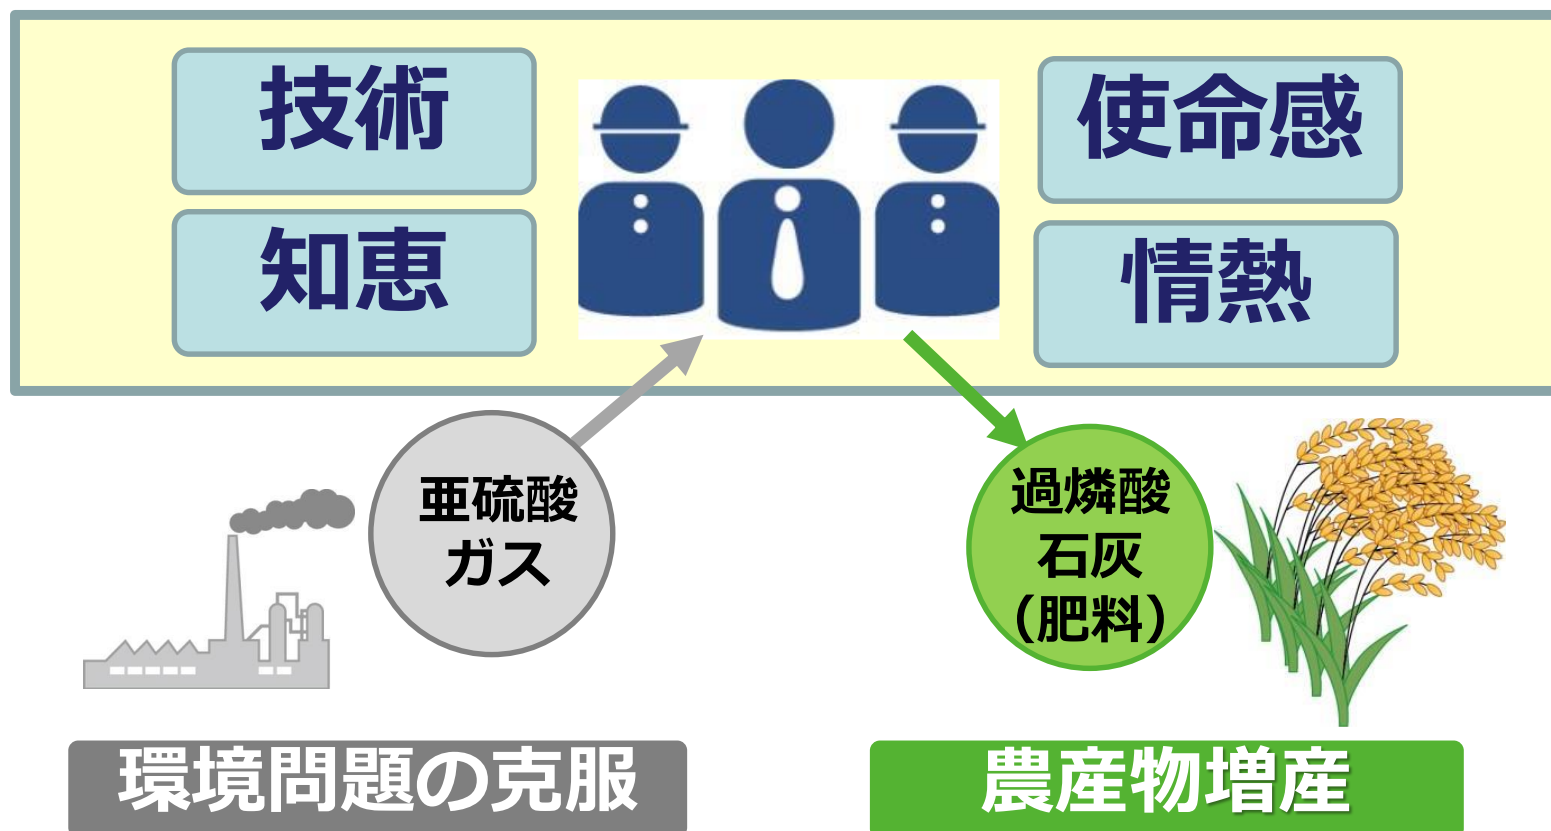 技術
使命感
知恵
情熱
亜硫酸
ガス
過燐酸
石灰
（肥料）
環境問題の克服
農産物増産